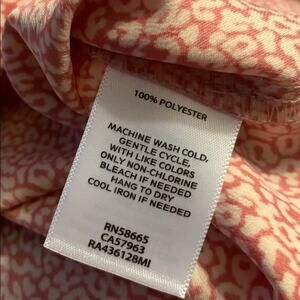 100% POLYESTER
MACHINE WASH COLD,
GENTLE CYCLE,
WITH LIKE COLORS
ONLY NON-CHLORINE
BLEACH IF NEEDED
HANG TO DRY
COOL IRON IF NEEDED
RN58665
CA57963
RA436128MI